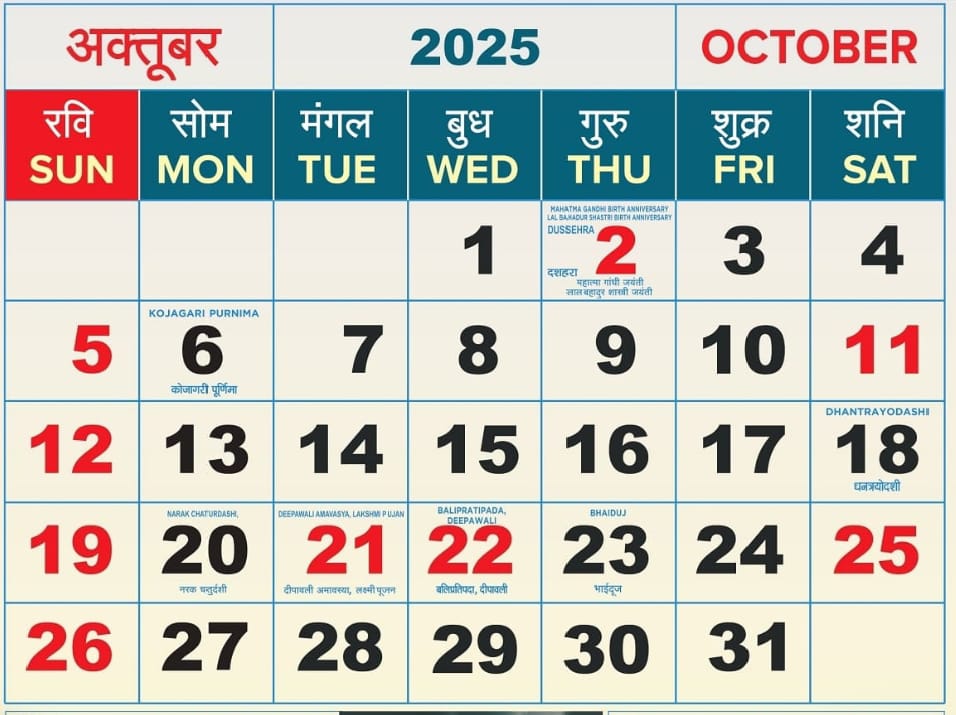 अक्तूबर 2025 OCTOBER
रवि सोम मंगल बुध गुरु शुक्र शनि
SUN MON TUE WED THU FRI SAT
MAHATMA GANDHI BIRTH ANNIVERSARY
LAL BAHADUR SHASTRI BIRTH ANNIVERSARY
DUSSEHRA
1 2 3 4
दशहरा
महात्मा गांधी जयंती
लालबहादुर शास्त्री जयंती
KOJAGARI PURNIMA
5 6 7 8 9 10 11
कोजागरी पूर्णिमा
DHANTRAYODASHI
12 13 14 15 16 17 18
धनत्रयोदशी
NARAK CHATURDASHI, DEEPAWALI AMAVASYA, LAKSHMI PUJAN BALIPRATIPADA, BHAIDUJ
DEEPAWALI
19 20 21 22 23 24 25
नरक चतुर्दशी दीपावली अमावस्या, लक्ष्मी पूजन बलिप्रतिपदा, दीपावली भाईदूज
26 27 28 29 30 31